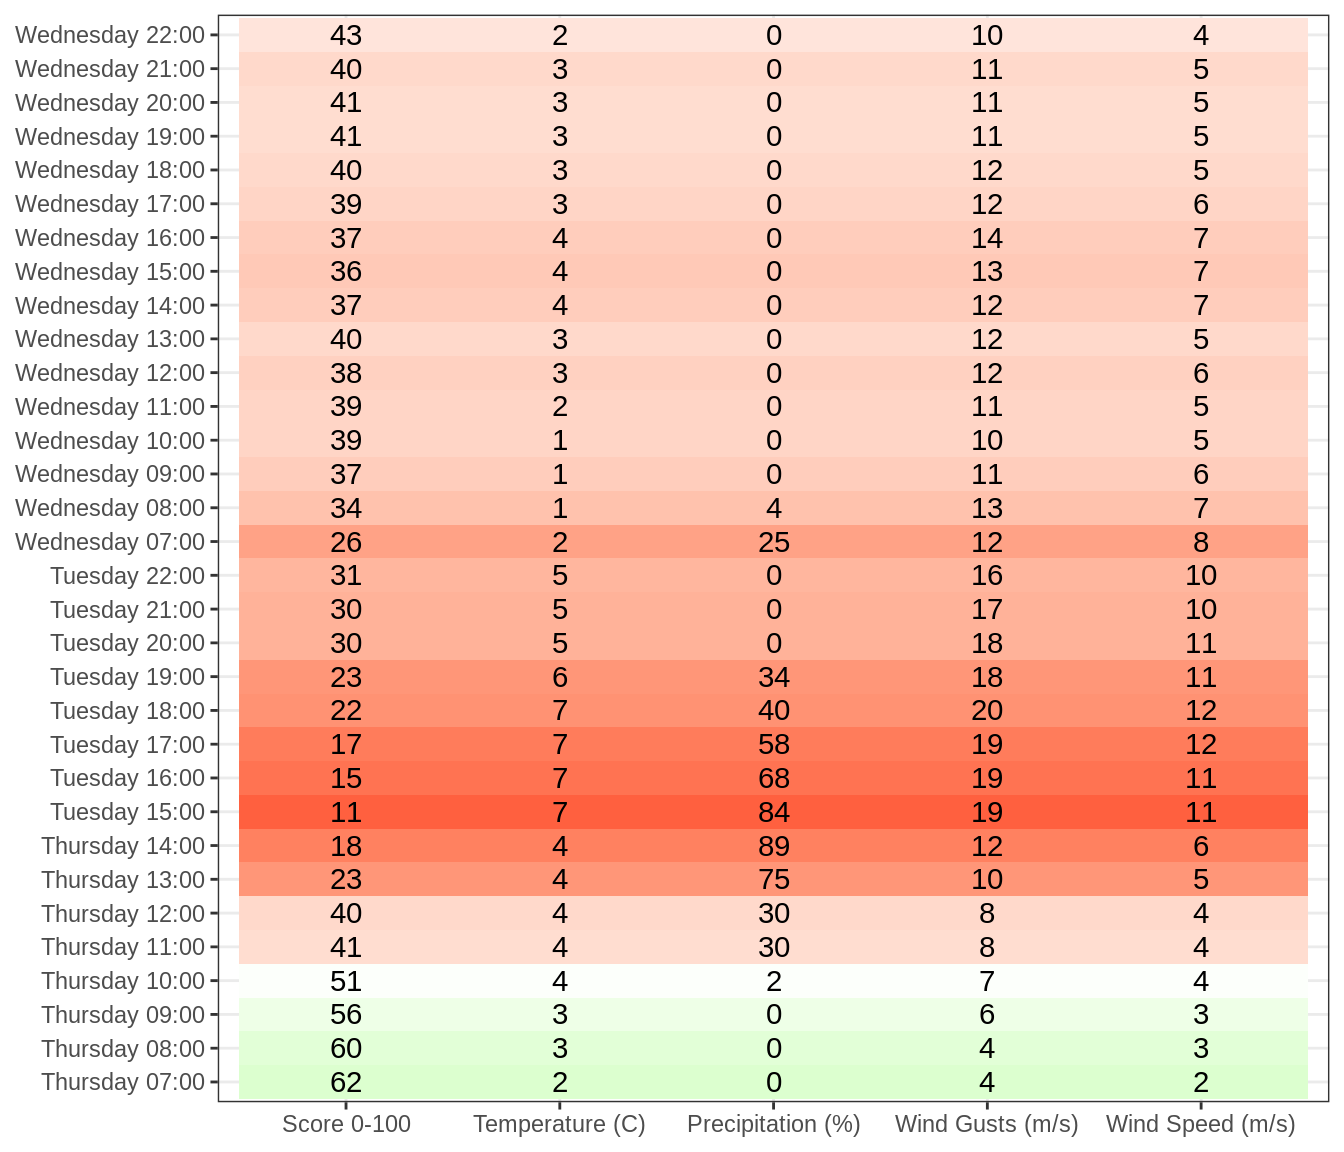 Wednesday 22:00 43 2 0 10 4
Wednesday 21:00 40 3 0 11 5
Wednesday 20:00 41 3 0 11 5
Wednesday 19:00 41 3 0 11 5
Wednesday 18:00 40 3 0 12 5
Wednesday 17:00 39 3 0 12 6
Wednesday 16:00 37 4 0 14 7
Wednesday 15:00 36 4 0 13 7
Wednesday 14:00 37 4 0 12 7
Wednesday 13:00 40 3 0 12 5
Wednesday 12:00 38 3 0 12 6
Wednesday 11:00 39 2 0 11 5
Wednesday 10:00 39 1 0 10 5
Wednesday 09:00 37 1 0 11 6
Wednesday 08:00 34 1 4 13 7
Wednesday 07:00 26 2 25 12 8
Tuesday 22:00 31 5 0 16 10
Tuesday 21:00 30 5 0 17 10
Tuesday 20:00 30 5 0 18 11
Tuesday 19:00 23 6 34 18 11
Tuesday 18:00 22 7 40 20 12
Tuesday 17:00 17 7 58 19 12
Tuesday 16:00 15 7 68 19 11
Tuesday 15:00 11 7 84 19 11
Thursday 14:00 18 4 89 12 6
Thursday 13:00 23 4 75 10 5
Thursday 12:00 40 4 30 8 4
Thursday 11:00 41 4 30 8 4
Thursday 10:00 51 4 2 7 4
Thursday 09:00 56 3 0 6 3
Thursday 08:00 60 3 0 4 3
Thursday 07:00 62 2 0 4 2
Score 0-100 Temperature (C) Precipitation (%) Wind Gusts (m/s) Wind Speed (m/s)